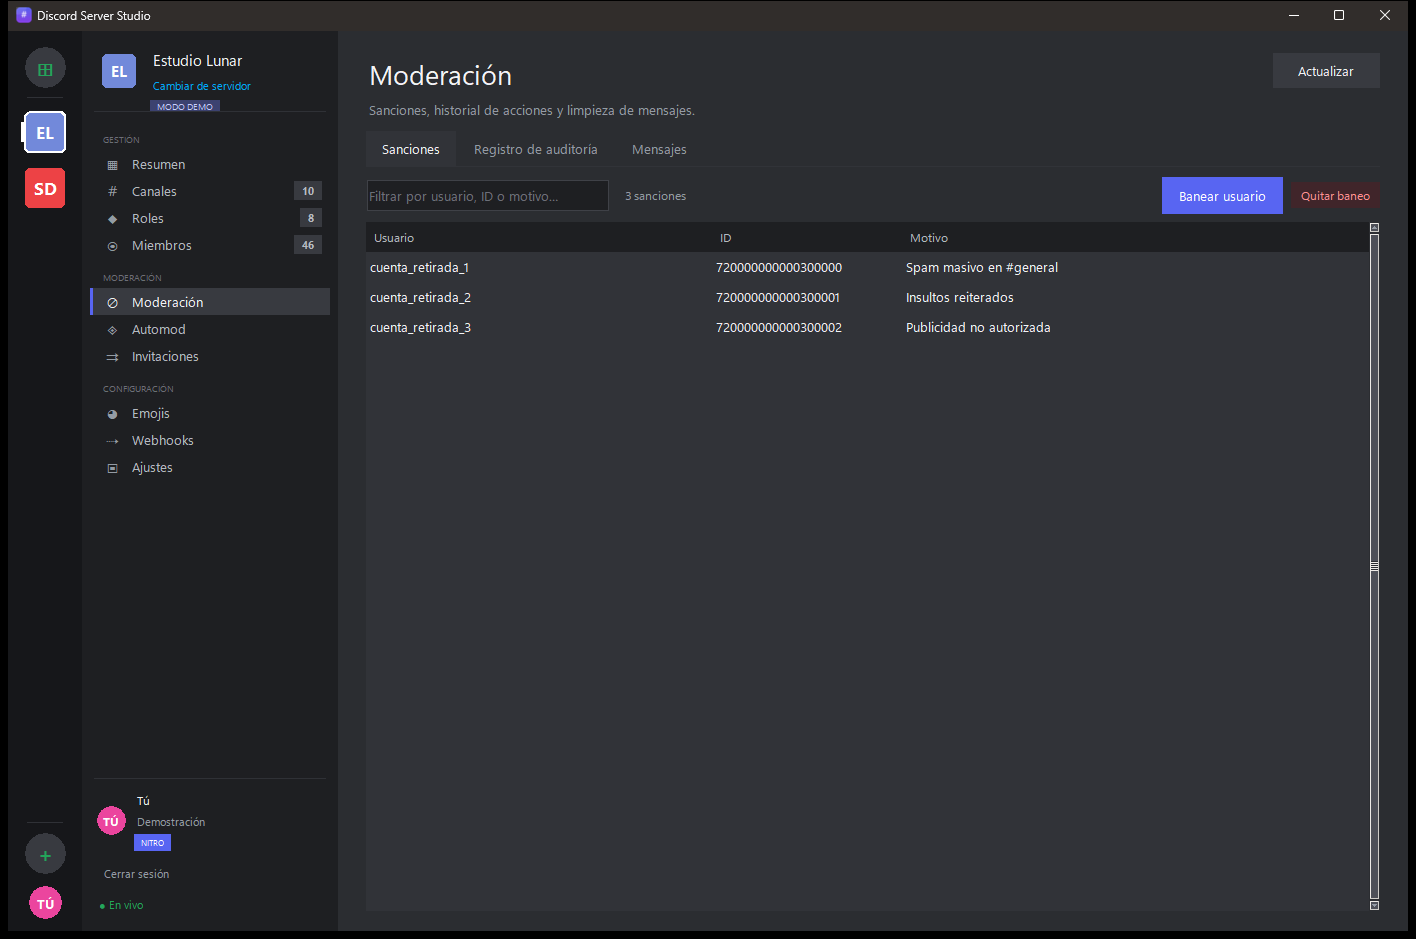 Discord Server Studio
EL
Estudio Lunar
Cambiar de servidor
MODO DEMO
EL
SD
GESTIÓN
Resumen
# Canales 10
Roles 8
Miembros 46
MODERACIÓN
Moderación
Automod
Invitaciones
CONFIGURACIÓN
Emojis
Webhooks
Ajustes
Tú
TÚ
Demostración
NITRO
Cerrar sesión
En vivo
+
TÚ
Moderación
Actualizar
Sanciones, historial de acciones y limpieza de mensajes.
Sanciones Registro de auditoría Mensajes
Filtrar por usuario, ID o motivo... 3 sanciones Banear usuario Quitar baneo
Usuario ID Motivo
cuenta_retirada_1 720000000000300000 Spam masivo en #general
cuenta_retirada_2 720000000000300001 Insultos reiterados
cuenta_retirada_3 720000000000300002 Publicidad no autorizada